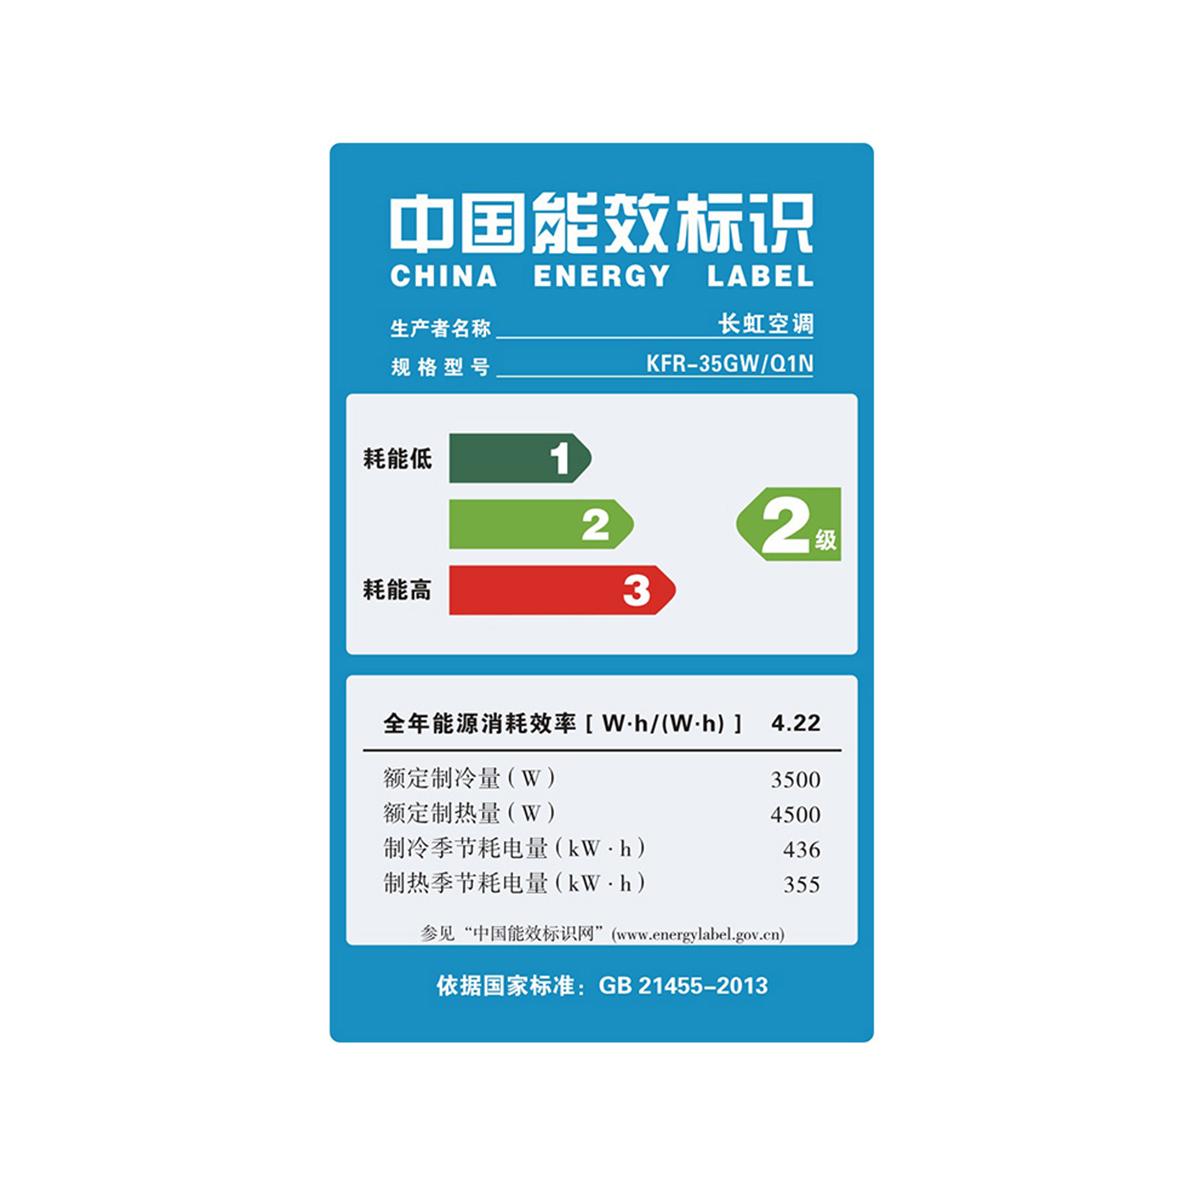 中国能效标识
CHINA ENERGY LABEL
生产者名称 长虹空调
规格型号 KFR-35GW/Q1N
耗能低 1
2 2级
耗能高 3
全年能源消耗效率 [ W·h/(W·h) ] 4.22
额定制冷量(W) 3500
额定制热量(W) 4500
制冷季节耗电量(kW·h) 436
制热季节耗电量(kW·h) 355
参见“中国能效标识网”(www.energylabel.gov.cn)
依据国家标准：GB 21455-2013